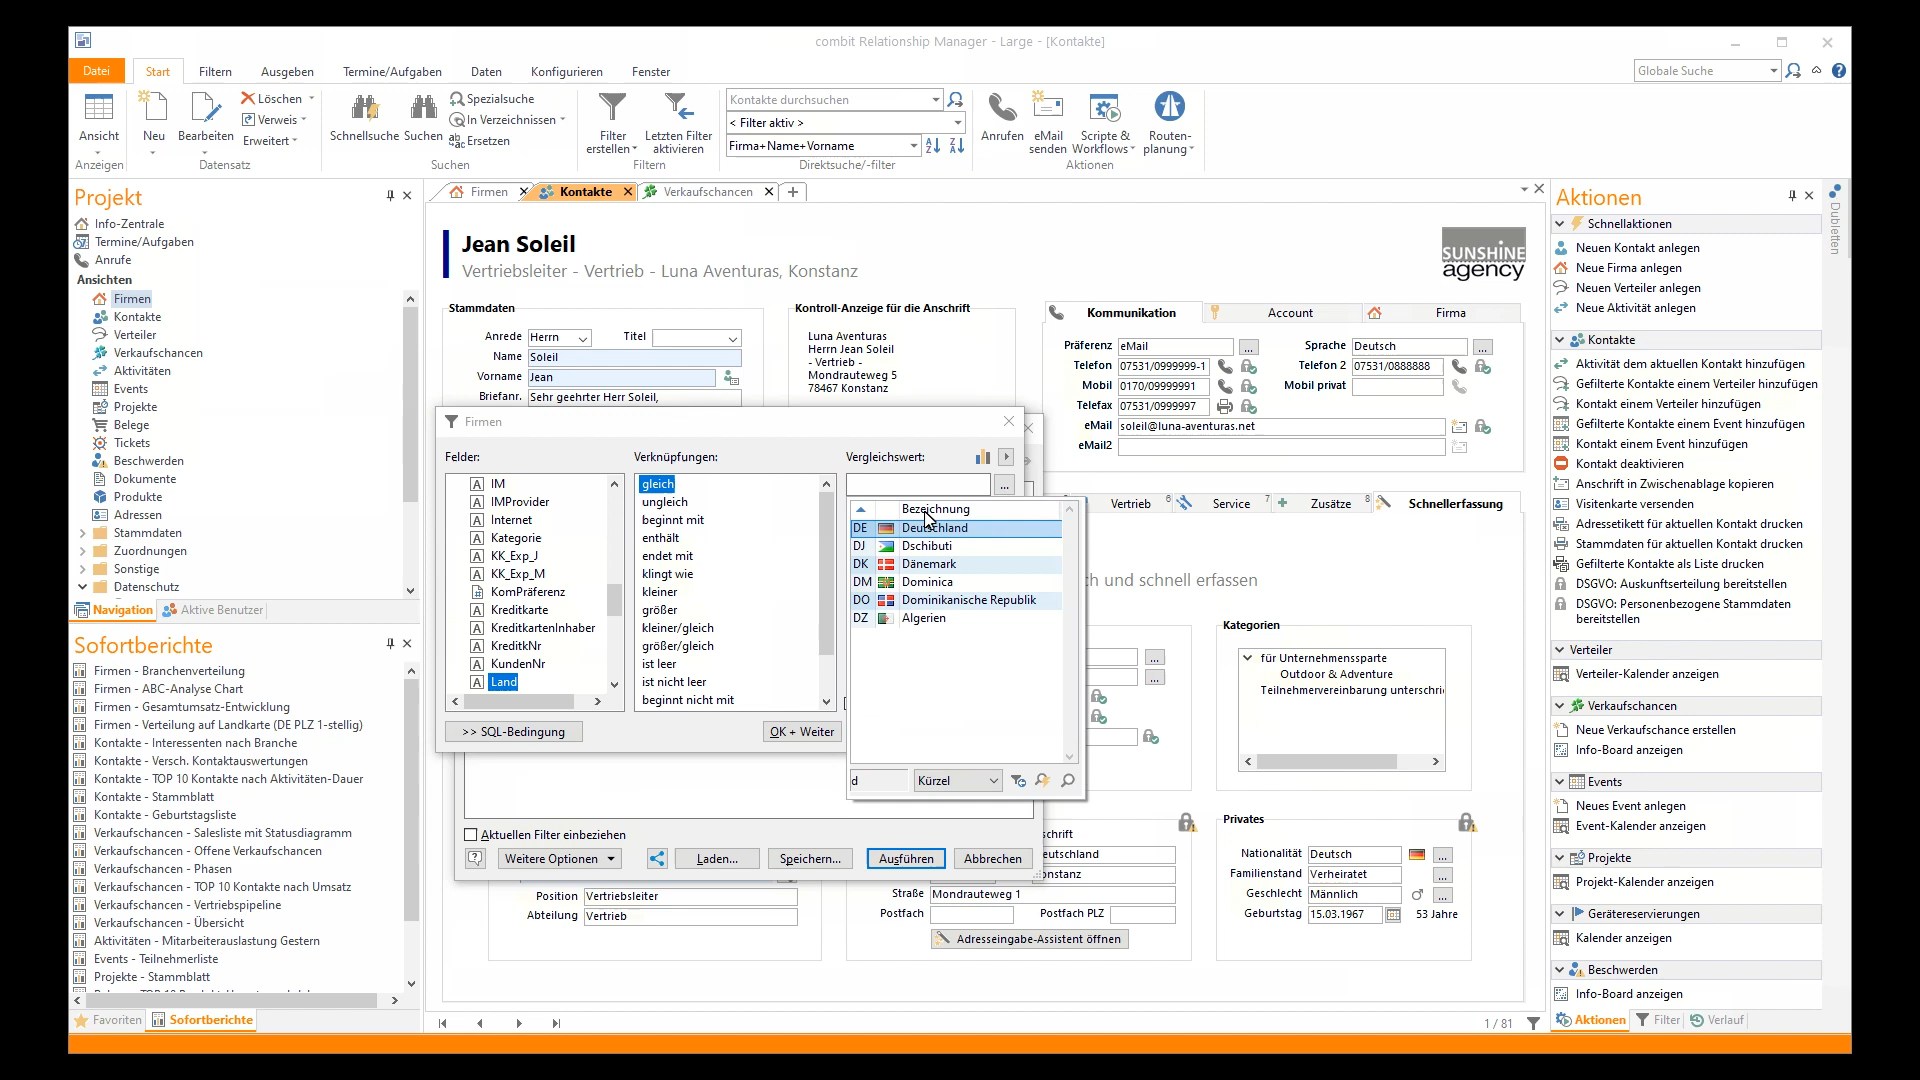 combit Relationship Manager - Large - [Kontakte]
Datei Start Filtern Ausgeben Termine/Aufgaben Daten Konfigurieren Fenster Globale Suche
Ansicht
Anzeigen
Neu Bearbeiten Löschen Verweis Erweitert
Datensatz
Schnellsuche Suchen Spezialsuche In Verzeichnissen Ersetzen
Suchen
Filter erstellen Letzten Filter aktivieren
Filtern
Kontakte durchsuchen
< Filter aktiv >
Firma+Name+Vorname
Direktsuche/-filter
Anrufen eMail senden Scripte & Workflows Routen-planung
Aktionen
Projekt
Info-Zentrale
Termine/Aufgaben
Anrufe
Ansichten
Firmen
Kontakte
Verteiler
Verkaufschancen
Aktivitäten
Events
Projekte
Belege
Tickets
Beschwerden
Dokumente
Produkte
Adressen
Stammdaten
Zuordnungen
Sonstige
Datenschutz
Navigation Aktive Benutzer
Sofortberichte
Firmen - Branchenverteilung
Firmen - ABC-Analyse Chart
Firmen - Gesamtumsatz-Entwicklung
Firmen - Verteilung auf Landkarte (DE PLZ 1-stellig)
Kontakte - Interessenten nach Branche
Kontakte - Versch. Kontaktauswertungen
Kontakte - TOP 10 Kontakte nach Aktivitäten-Dauer
Kontakte - Stammblatt
Kontakte - Geburtstagsliste
Verkaufschancen - Salesliste mit Statusdiagramm
Verkaufschancen - Offene Verkaufschancen
Verkaufschancen - Phasen
Verkaufschancen - TOP 10 Kontakte nach Umsatz
Verkaufschancen - Vertriebspipeline
Verkaufschancen - Übersicht
Aktivitäten - Mitarbeiterauslastung Gestern
Events - Teilnehmerliste
Projekte - Stammblatt
Favoriten Sofortberichte
Firmen Kontakte Verkaufschancen
Jean Soleil
Vertriebsleiter - Vertrieb - Luna Aventuras, Konstanz
SUNSHINE
agency
Stammdaten
Anrede Herrn Titel
Name Soleil
Vorname Jean
Briefanr. Sehr geehrter Herr Soleil,
Kontroll-Anzeige für die Anschrift
Luna Aventuras
Herrn Jean Soleil
- Vertrieb -
Mondrauteweg 5
78467 Konstanz
Kommunikation Account Firma
Präferenz eMail Sprache Deutsch ...
Telefon 07531/0999999-1 Telefon 2 07531/0888888
Mobil 0170/09999991 Mobil privat
Telefax 07531/0999997
eMail soleil@luna-aventuras.net
eMail2
Vertrieb 6 Service 7 Zusätze 8 Schnellerfassung
ch und schnell erfassen
Firmen
Felder: Verknüpfungen: Vergleichswert:
IM
IMProvider
Internet
Kategorie
KK_Exp_J
KK_Exp_M
KomPräferenz
Kreditkarte
KreditkartenInhaber
KreditkNr
KundenNr
Land
gleich
ungleich
beginnt mit
enthält
endet mit
klingt wie
kleiner
größer
kleiner/gleich
größer/gleich
ist leer
ist nicht leer
beginnt nicht mit
Bezeichnung
DE Deutschland
DJ Dschibuti
DK Dänemark
DM Dominica
DO Dominikanische Republik
DZ Algerien
d Kürzel
>> SQL-Bedingung OK + Weiter
Aktuellen Filter einbeziehen
Weitere Optionen Laden... Speichern... Ausführen Abbrechen
Position Vertriebsleiter
Abteilung Vertrieb
schrift
eutschland
onstanz
Straße Mondrauteweg 1
Postfach Postfach PLZ
Adresseingabe-Assistent öffnen
Kategorien
für Unternehmenssparte
Outdoor & Adventure
Teilnehmervereinbarung unterschri
Privates
Nationalität Deutsch ...
Familienstand Verheiratet ...
Geschlecht Männlich ...
Geburtstag 15.03.1967 53 Jahre
1 / 81
Aktionen
Schnellaktionen
Neuen Kontakt anlegen
Neue Firma anlegen
Neuen Verteiler anlegen
Neue Aktivität anlegen
Kontakte
Aktivität dem aktuellen Kontakt hinzufügen
Gefilterte Kontakte einem Verteiler hinzufügen
Kontakt einem Verteiler hinzufügen
Gefilterte Kontakte einem Event hinzufügen
Kontakt einem Event hinzufügen
Kontakt deaktivieren
Anschrift in Zwischenablage kopieren
Visitenkarte versenden
Adressetikett für aktuellen Kontakt drucken
Stammdaten für aktuellen Kontakt drucken
Gefilterte Kontakte als Liste drucken
DSGVO: Auskunftserteilung bereitstellen
DSGVO: Personenbezogene Stammdaten
bereitstellen
Verteiler
Verteiler-Kalender anzeigen
Verkaufschancen
Neue Verkaufschance erstellen
Info-Board anzeigen
Events
Neues Event anlegen
Event-Kalender anzeigen
Projekte
Projekt-Kalender anzeigen
Gerätereservierungen
Kalender anzeigen
Beschwerden
Info-Board anzeigen
Aktionen Filter Verlauf
Dubletten